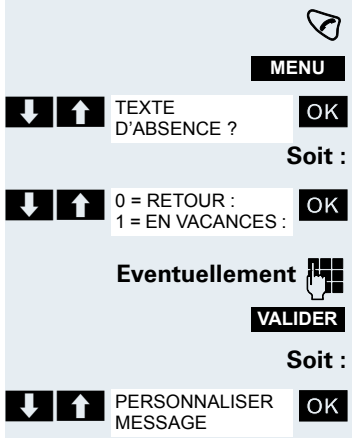 MENU
TEXTE
D'ABSENCE ?
OK
Soit :
0 = RETOUR :
1 = EN VACANCES :
OK
Eventuellement
VALIDER
Soit :
PERSONNALISER
MESSAGE
OK